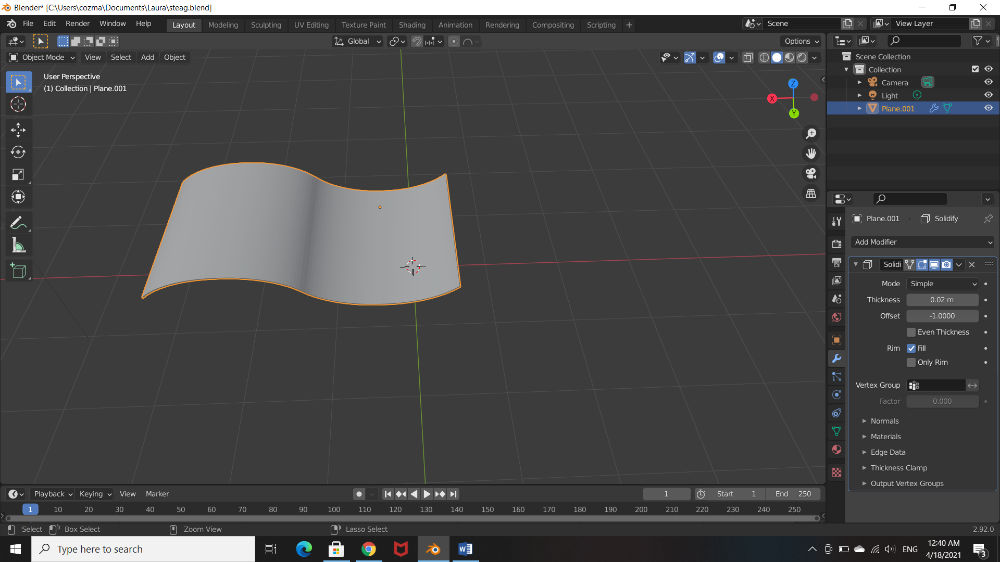 Blender* [C:\Users\cozma\Documents\Laura\steag.blend]
File Edit Render Window Help
Layout Modeling Sculpting UV Editing Texture Paint Shading Animation Rendering Compositing Scripting +
Scene
View Layer
Global
Options
Object Mode View Select Add Object
User Perspective
(1) Collection | Plane.001
Z
X
Y
Scene Collection
Collection
Camera
Light
Plane.001
Plane.001 Solidify
Add Modifier
Solidi
Mode Simple
Thickness 0.02 m
Offset -1.0000
Even Thickness
Rim Fill
Only Rim
Vertex Group
Factor 0.000
Normals
Materials
Edge Data
Thickness Clamp
Output Vertex Groups
Playback Keying View Marker
1
Start 1
End 250
1 10 20 30 40 50 60 70 80 90 100 110 120 130 140 150 160 170 180 190 200 210 220 230 240 250
Select Box Select Zoom View Lasso Select 2.92.0
Type here to search
W
ENG
12:40 AM
4/18/2021
3